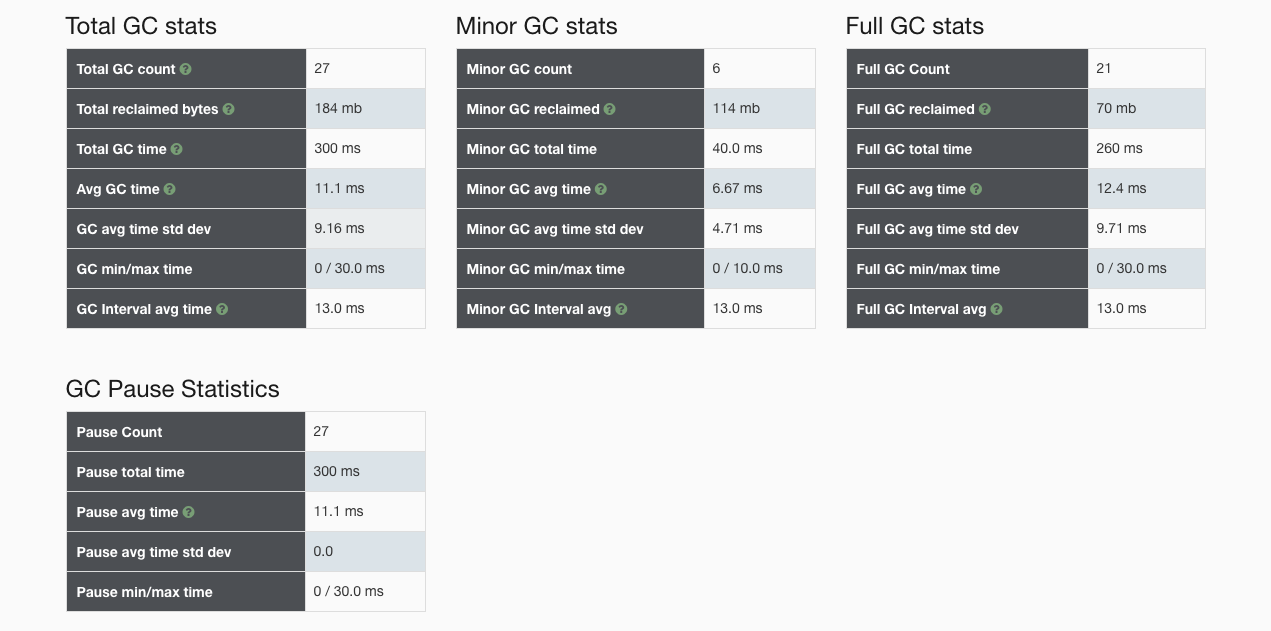 Total GC stats
Total GC count 27
Total reclaimed bytes 184 mb
Total GC time 300 ms
Avg GC time 11.1 ms
GC avg time std dev 9.16 ms
GC min/max time 0 / 30.0 ms
GC Interval avg time 13.0 ms
Minor GC stats
Minor GC count 6
Minor GC reclaimed 114 mb
Minor GC total time 40.0 ms
Minor GC avg time 6.67 ms
Minor GC avg time std dev 4.71 ms
Minor GC min/max time 0 / 10.0 ms
Minor GC Interval avg 13.0 ms
Full GC stats
Full GC Count 21
Full GC reclaimed 70 mb
Full GC total time 260 ms
Full GC avg time 12.4 ms
Full GC avg time std dev 9.71 ms
Full GC min/max time 0 / 30.0 ms
Full GC Interval avg 13.0 ms
GC Pause Statistics
Pause Count 27
Pause total time 300 ms
Pause avg time 11.1 ms
Pause avg time std dev 0.0
Pause min/max time 0 / 30.0 ms